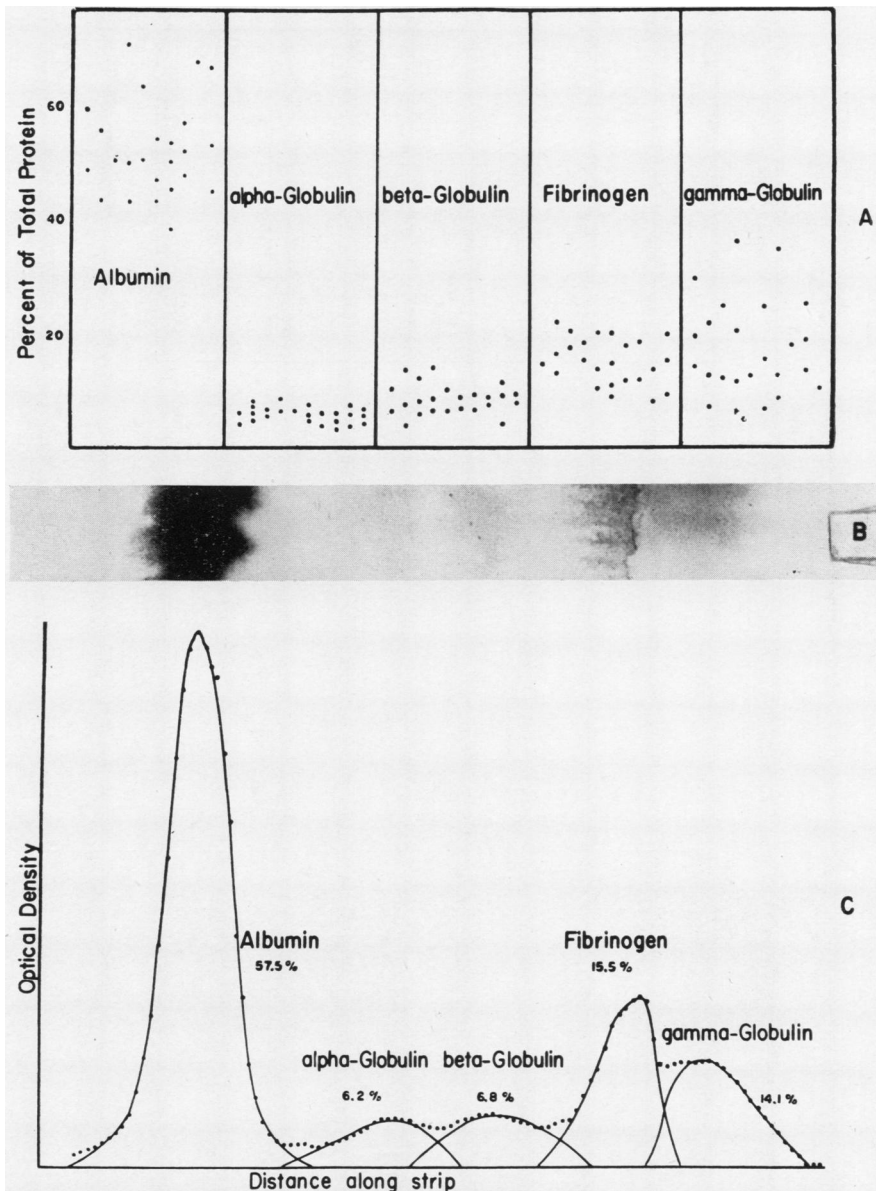 60
40
20
Percent of Total Protein
Albumin
alpha-Globulin
beta-Globulin
Fibrinogen
gamma-Globulin
A
B
Optical Density
C
Albumin
57.5 %
Fibrinogen
15.5 %
alpha-Globulin
6.2 %
beta-Globulin
6.8 %
gamma-Globulin
14.1 %
Distance along strip